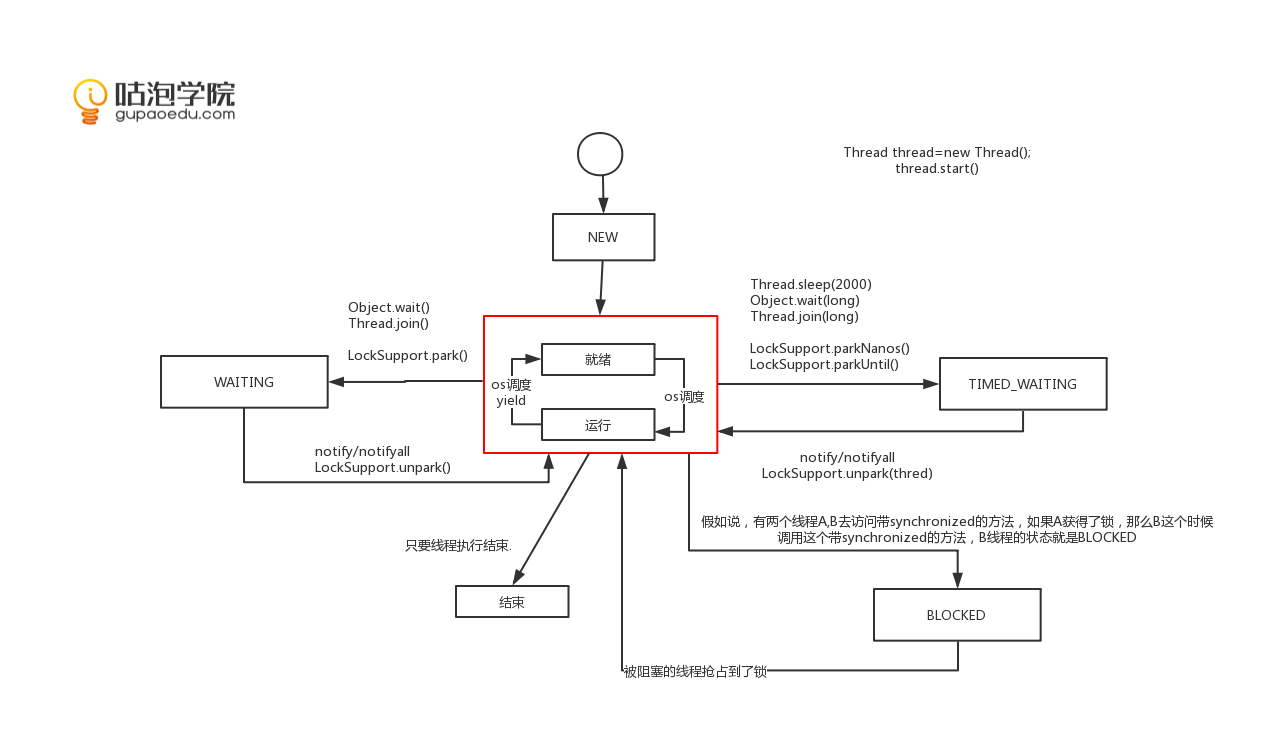 咕泡学院
gupaoedu.com
Thread thread=new Thread();
thread.start()
NEW
Thread.sleep(2000)
Object.wait(long)
Thread.join(long)
LockSupport.parkNanos()
LockSupport.parkUntil()
Object.wait()
Thread.join()
LockSupport.park()
WAITING
就绪
os调度
yield
os调度
运行
TIMED_WAITING
notify/notifyall
LockSupport.unpark()
notify/notifyall
LockSupport.unpark(thred)
假如说，有两个线程A,B去访问带synchronized的方法，如果A获得了锁，那么B这个时候
调用这个带synchronized的方法，B线程的状态就是BLOCKED
只要线程执行结束.
结束
BLOCKED
被阻塞的线程抢占到了锁